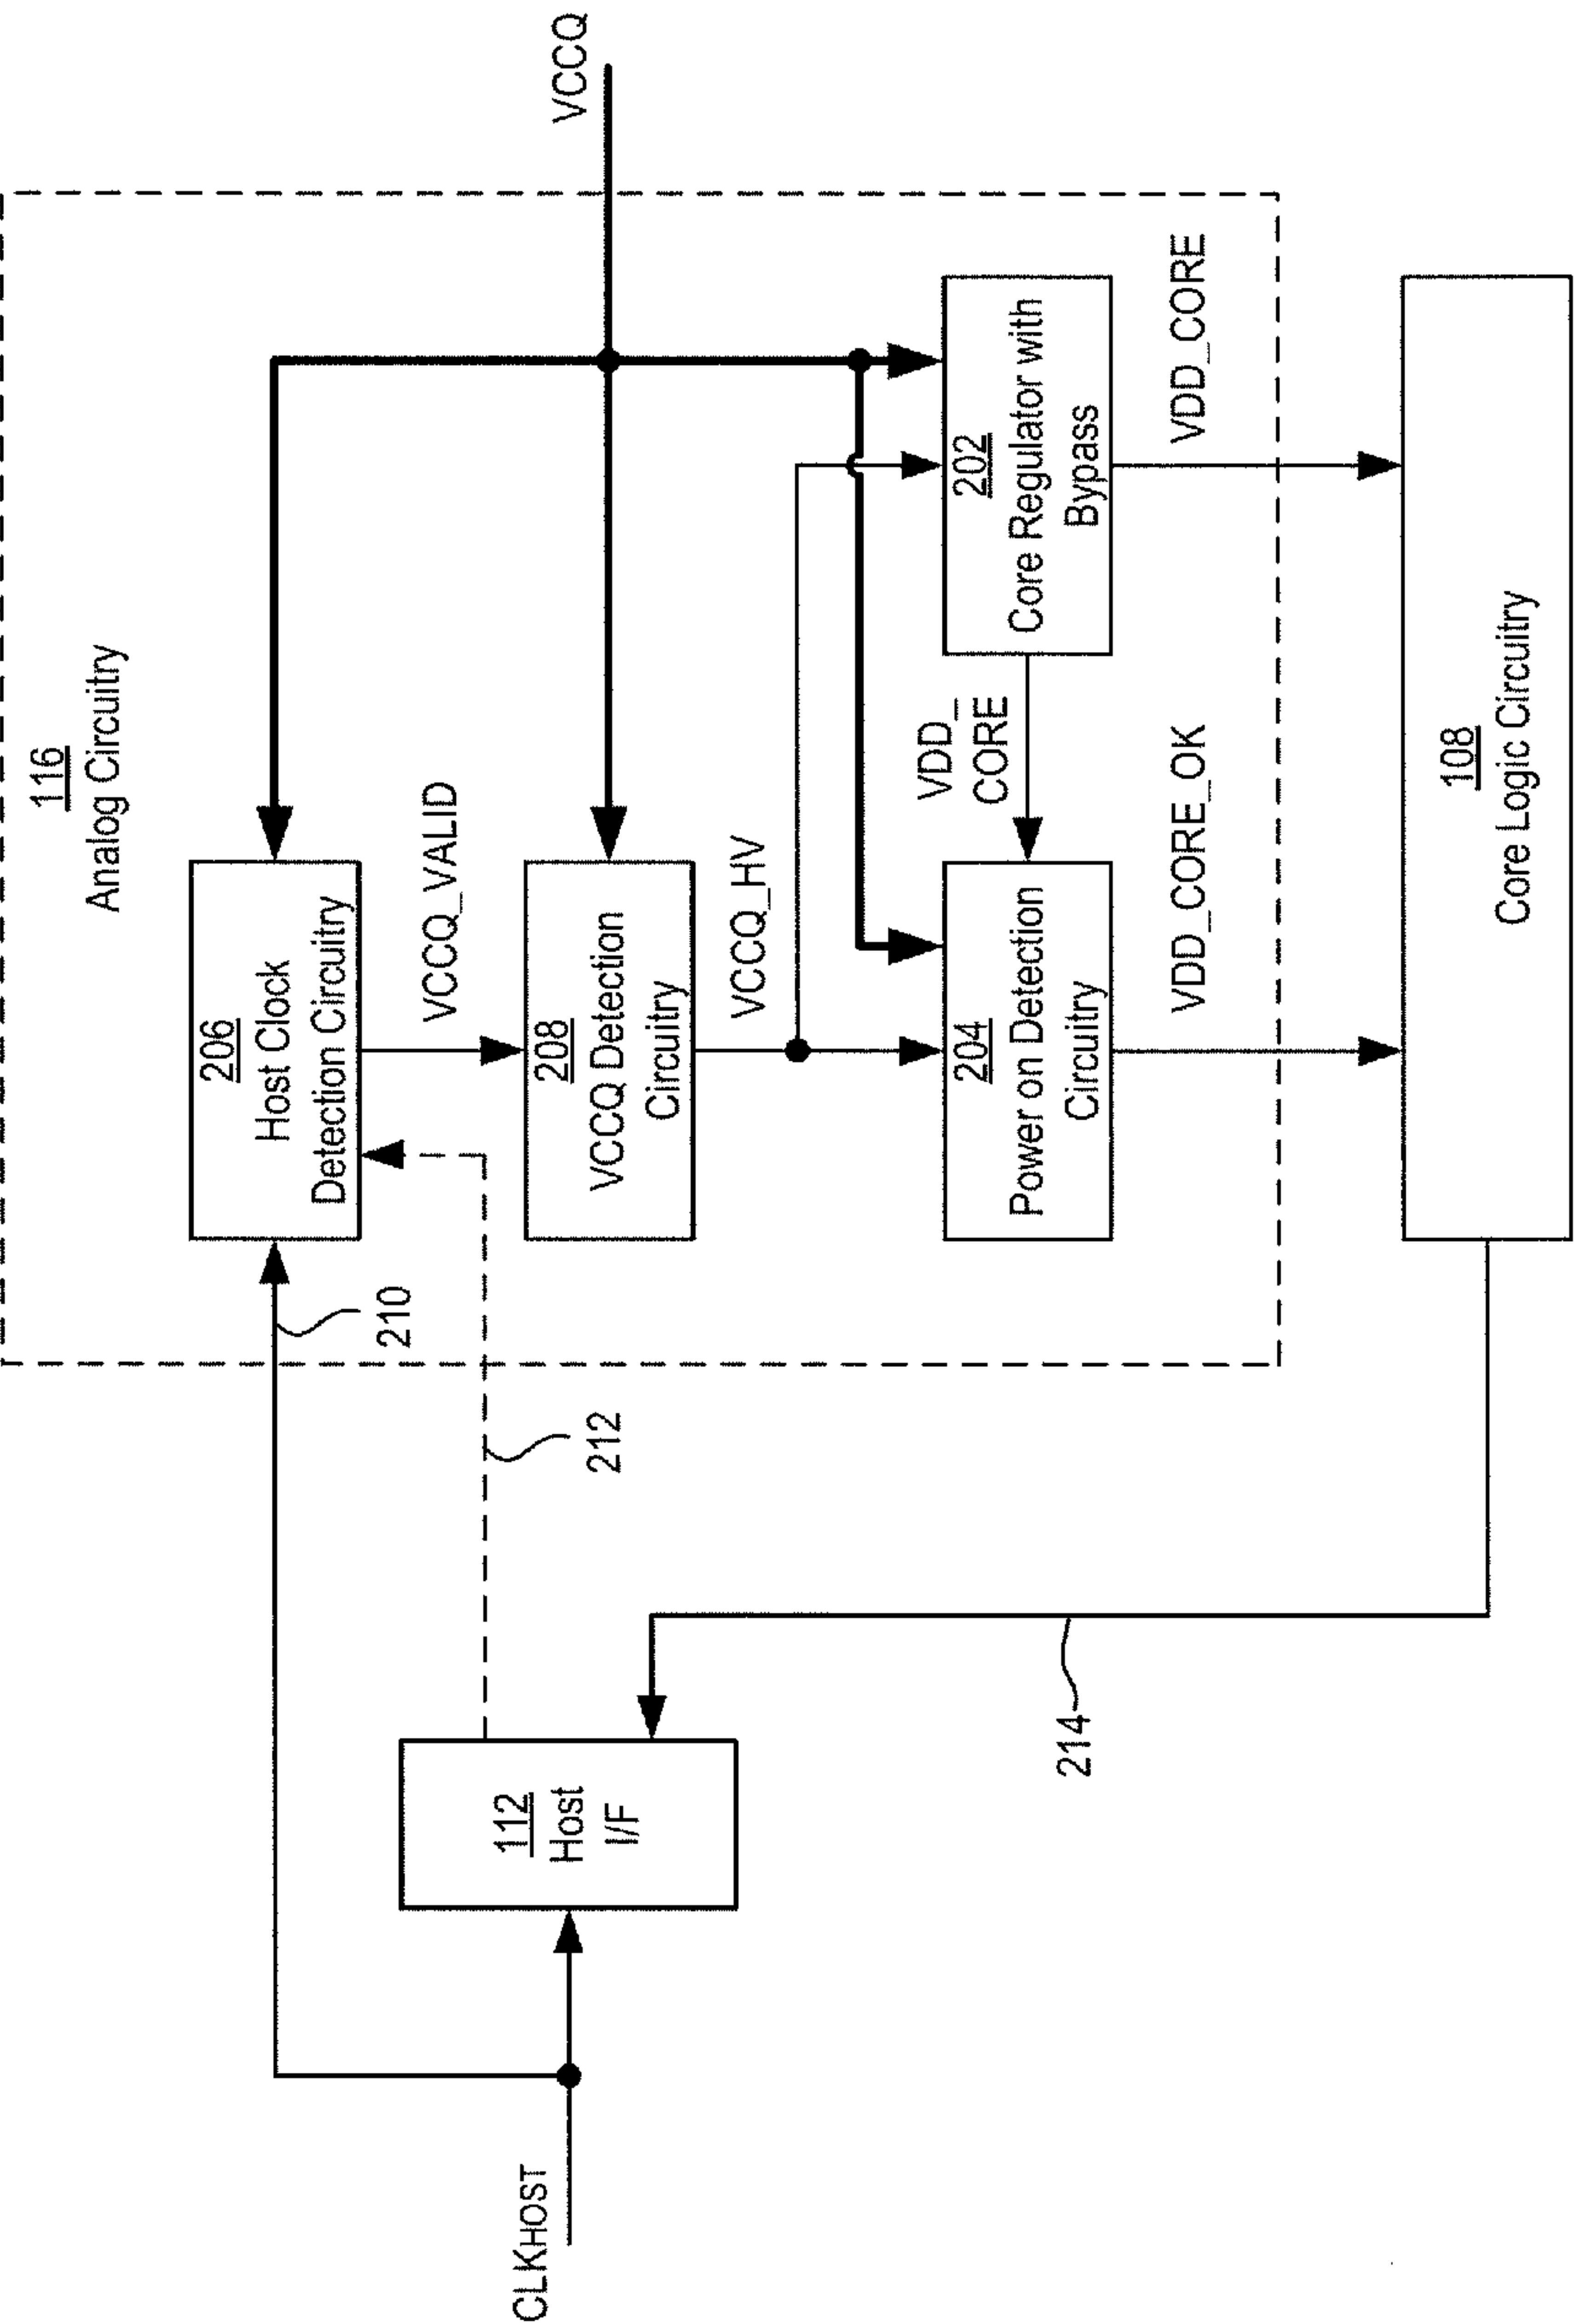 116
Analog Circuitry
VCCQ
206
Host Clock
Detection Circuitry
210
VCCQ_VALID
212
208
VCCQ Detection
Circuitry
VCCQ_HV
112
Host
I/F
CLKHOST
202
Core Regulator with
Bypass
VDD_
CORE
204
Power on Detection
Circuitry
VDD_CORE
VDD_CORE_OK
214
108
Core Logic Circuitry